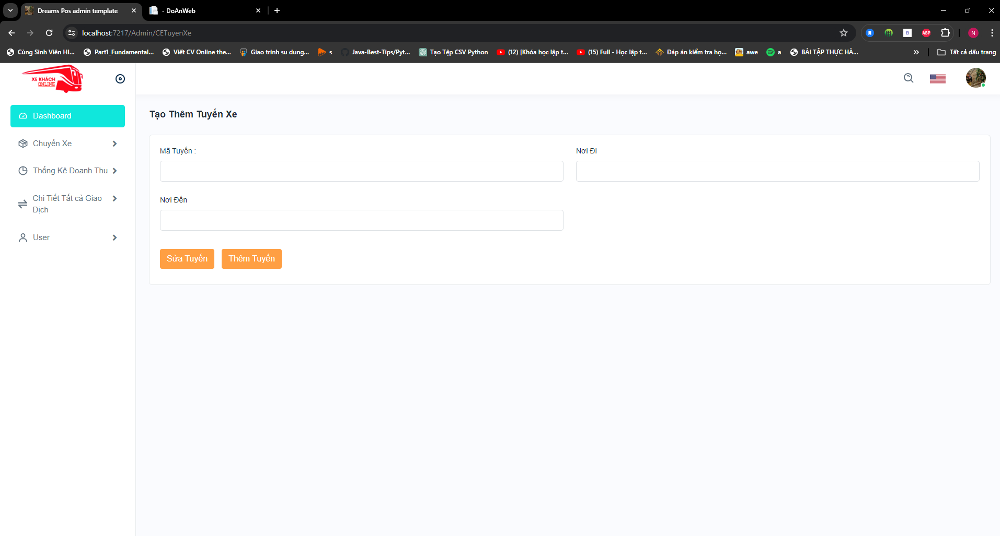 Dreams Pos admin template
- DoAnWeb
localhost:7217/Admin/CETuyenXe
N
Cùng Sinh Viên HI...
Part1_Fundamental...
Viết CV Online the...
Giao trinh su dung...
s
Java-Best-Tips/Pyt...
Tạo Tệp CSV Python
(12) [Khóa học lập t...
(15) Full - Học lập t...
Đáp án kiểm tra họ...
awe
a
BÀI TẬP THỰC HÀ...
Tất cả dấu trang
B
ABP
XE KHÁCH
ONLINE
Dashboard
Chuyến Xe
Thống Kê Doanh Thu
Chi Tiết Tất cả Giao
Dịch
User
Tạo Thêm Tuyến Xe
Mã Tuyến :
Nơi Đi
Nơi Đến
Sửa Tuyến
Thêm Tuyến